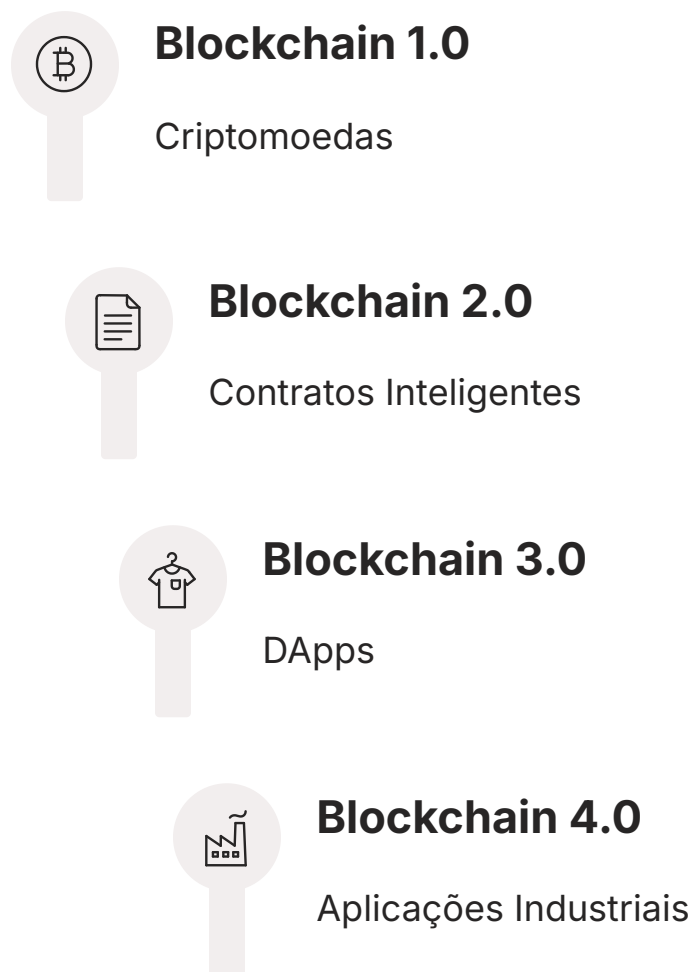 Blockchain 1.0
Criptomoedas
Blockchain 2.0
Contratos Inteligentes
Blockchain 3.0
DApps
Blockchain 4.0
Aplicações Industriais